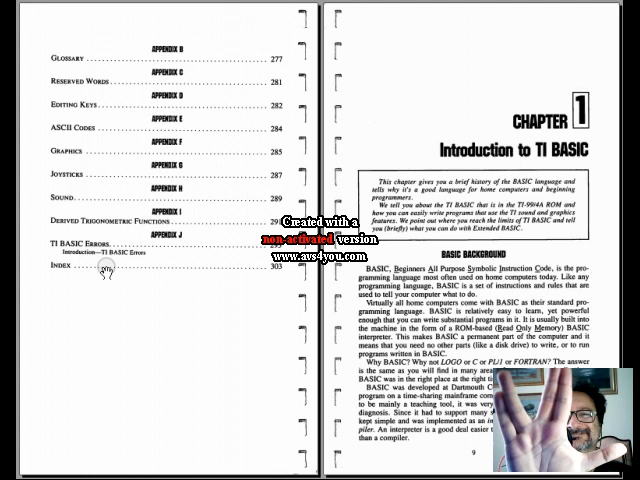 APPENDIX B
GLOSSARY 277
APPENDIX C
RESERVED WORDS 281
APPENDIX D
EDITING KEYS 282
APPENDIX E
ASCII CODES 284
APPENDIX F
GRAPHICS 285
APPENDIX G
JOYSTICKS 287
APPENDIX H
SOUND 289
APPENDIX I
DERIVED TRIGONOMETRIC FUNCTIONS
APPENDIX J
TI BASIC ERRORS
Introduction—TI BASIC Errors
INDEX 303
Created with a
non-activated version
www.avs4you.com
CHAPTER 1
Introduction to TI BASIC
This chapter gives you a brief history of the BASIC language and
tells why it's a good language for home computers and beginning
programmers.
We tell you about the TI BASIC that is in the TI-99/4A ROM and
how you can easily write programs that use the TI sound and graphics
features. We point out where you reach the limits of TI BASIC and tell
you (briefly) what you can do with Extended BASIC.
BASIC BACKGROUND
BASIC, Beginners All Purpose Symbolic Instruction Code, is the pro-
gramming language most often used on home computers today. Like any
programming language, BASIC is a set of instructions and rules that are
used to tell your computer what to do.
Virtually all home computers come with BASIC as their standard pro-
gramming language. BASIC is relatively easy to learn, yet powerful
enough that you can write substantial programs in it. It is usually built into
the machine in the form of a ROM-based (Read Only Memory) BASIC
interpreter. This makes BASIC a permanent part of the computer and it
means that you need no other parts (like a disk drive) to write, or to run
programs written in BASIC.
Why BASIC? Why not LOGO or C or PL/1 or FORTRAN? The answer
is the same as you will find in many area
BASIC was in the right place at the right ti
BASIC was developed at Dartmouth C
program on a time-sharing mainframe com
to be mainly a teaching tool, it was very
diagnosis. Since it had to support many s
kept simple and was implemented as an in
piler. An interpreter is a good deal easier t
than a compiler.
9